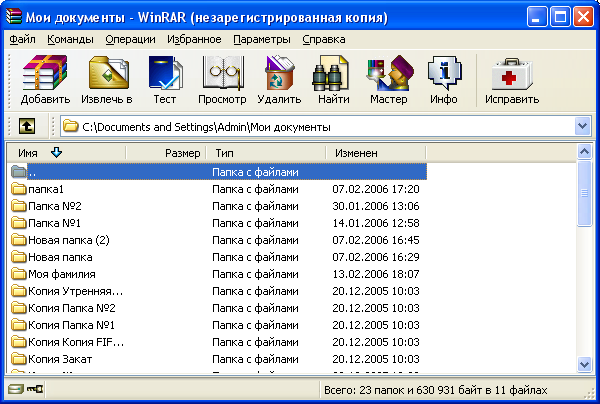 Мои документы - WinRAR (незарегистрированная копия)
Файл Команды Операции Избранное Параметры Справка
Добавить Извлечь в Тест Просмотр Удалить Найти Мастер Инфо Исправить
C:\Documents and Settings\Admin\Мои документы
Имя Размер Тип Изменен
.. Папка с файлами
папка1 Папка с файлами 07.02.2006 17:20
Папка №2 Папка с файлами 30.01.2006 13:06
Папка №1 Папка с файлами 14.01.2006 12:58
Новая папка (2) Папка с файлами 07.02.2006 16:45
Новая папка Папка с файлами 07.02.2006 16:29
Моя фамилия Папка с файлами 13.02.2006 18:07
Копия Утренняя... Папка с файлами 20.12.2005 10:03
Копия Папка №2 Папка с файлами 20.12.2005 10:03
Копия Папка №1 Папка с файлами 20.12.2005 10:03
Копия Копия FIF... Папка с файлами 20.12.2005 10:03
Копия Закат Папка с файлами 20.12.2005 10:03
Всего: 23 папок и 630 931 байт в 11 файлах